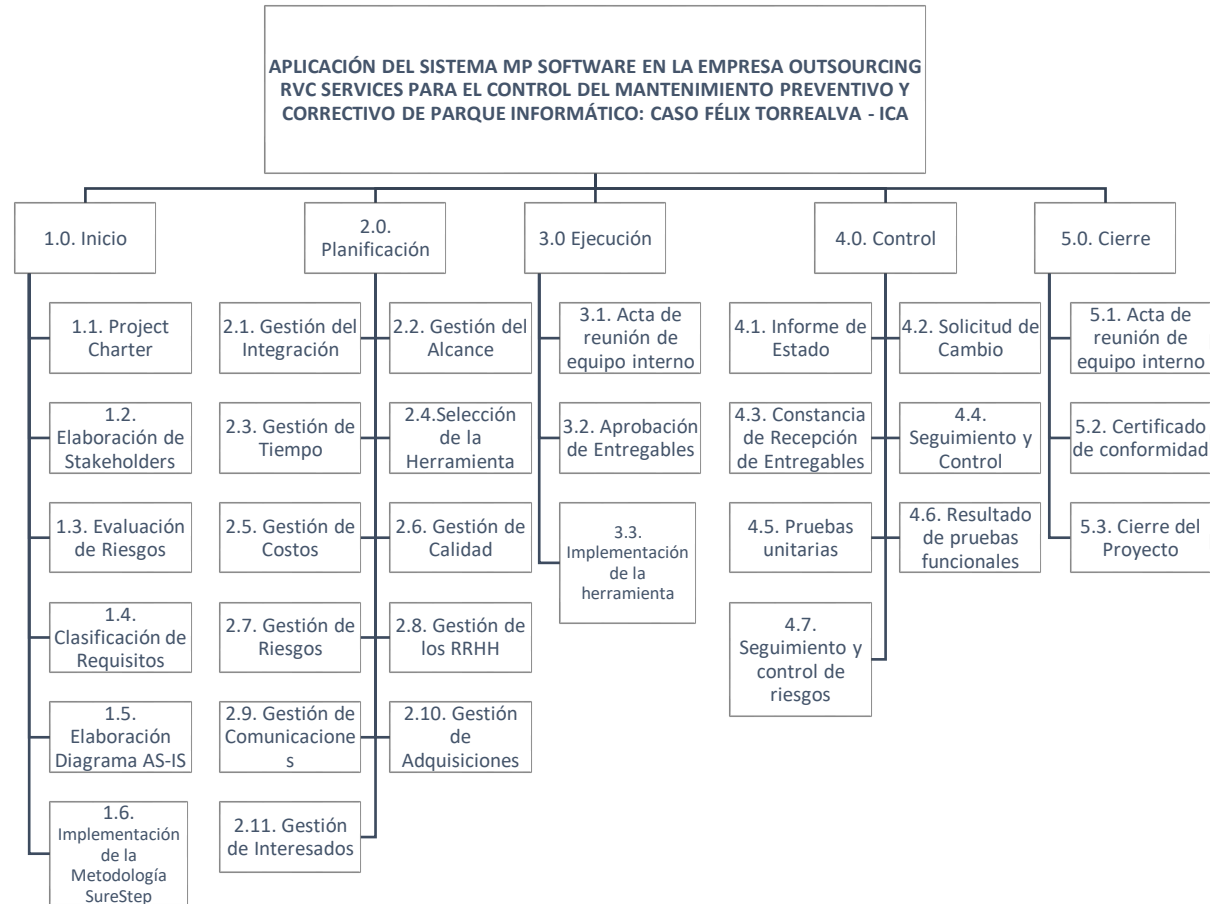 APLICACIÓN DEL SISTEMA MP SOFTWARE EN LA EMPRESA OUTSOURCING
RVC SERVICES PARA EL CONTROL DEL MANTENIMIENTO PREVENTIVO Y
CORRECTIVO DE PARQUE INFORMÁTICO: CASO FÉLIX TORREALVA - ICA
1.0. Inicio
1.1. Project
Charter
1.2.
Elaboración de
Stakeholders
1.3. Evaluación
de Riesgos
1.4.
Clasificación de
Requisitos
1.5.
Elaboración
Diagrama AS-IS
1.6.
Implementación
de la
Metodología
SureStep
2.0.
Planificación
2.1. Gestión del
Integración
2.2. Gestión del
Alcance
2.3. Gestión de
Tiempo
2.4.Selección
de la
Herramienta
2.5. Gestión de
Costos
2.6. Gestión de
Calidad
2.7. Gestión de
Riesgos
2.8. Gestión de
los RRHH
2.9. Gestión de
Comunicacione
s
2.10. Gestión
de
Adquisiciones
2.11. Gestión
de Interesados
3.0 Ejecución
3.1. Acta de
reunión de
equipo interno
3.2. Aprobación
de Entregables
3.3.
Implementación
de la
herramienta
4.0. Control
4.1. Informe de
Estado
4.2. Solicitud de
Cambio
4.3. Constancia
de Recepción
de Entregables
4.4.
Seguimiento y
Control
4.5. Pruebas
unitarias
4.6. Resultado
de pruebas
funcionales
4.7.
Seguimiento y
control de
riesgos
5.0. Cierre
5.1. Acta de
reunión de
equipo interno
5.2. Certificado
de conformidad
5.3. Cierre del
Proyecto